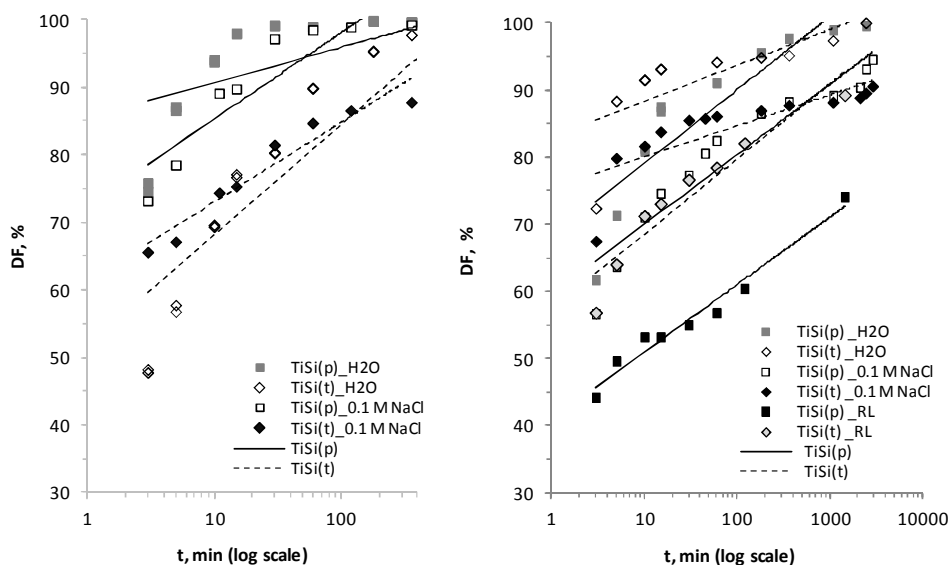 100
90
80
70
60
50
40
30
DF, %
1
10
100
t, min (log scale)
TiSi(p)_H2O
TiSi(t)_H2O
TiSi(p)_0.1 M NaCl
TiSi(t)_0.1 M NaCl
TiSi(p)
TiSi(t)
100
90
80
70
60
50
40
30
DF, %
1
10
100
1000
10000
t, min (log scale)
TiSi(p) _H2O
TiSi(t) _H2O
TiSi(p) _0.1 M NaCl
TiSi(t) _0.1 M NaCl
TiSi(p) _RL
TiSi(t) _RL
TiSi(p)
TiSi(t)